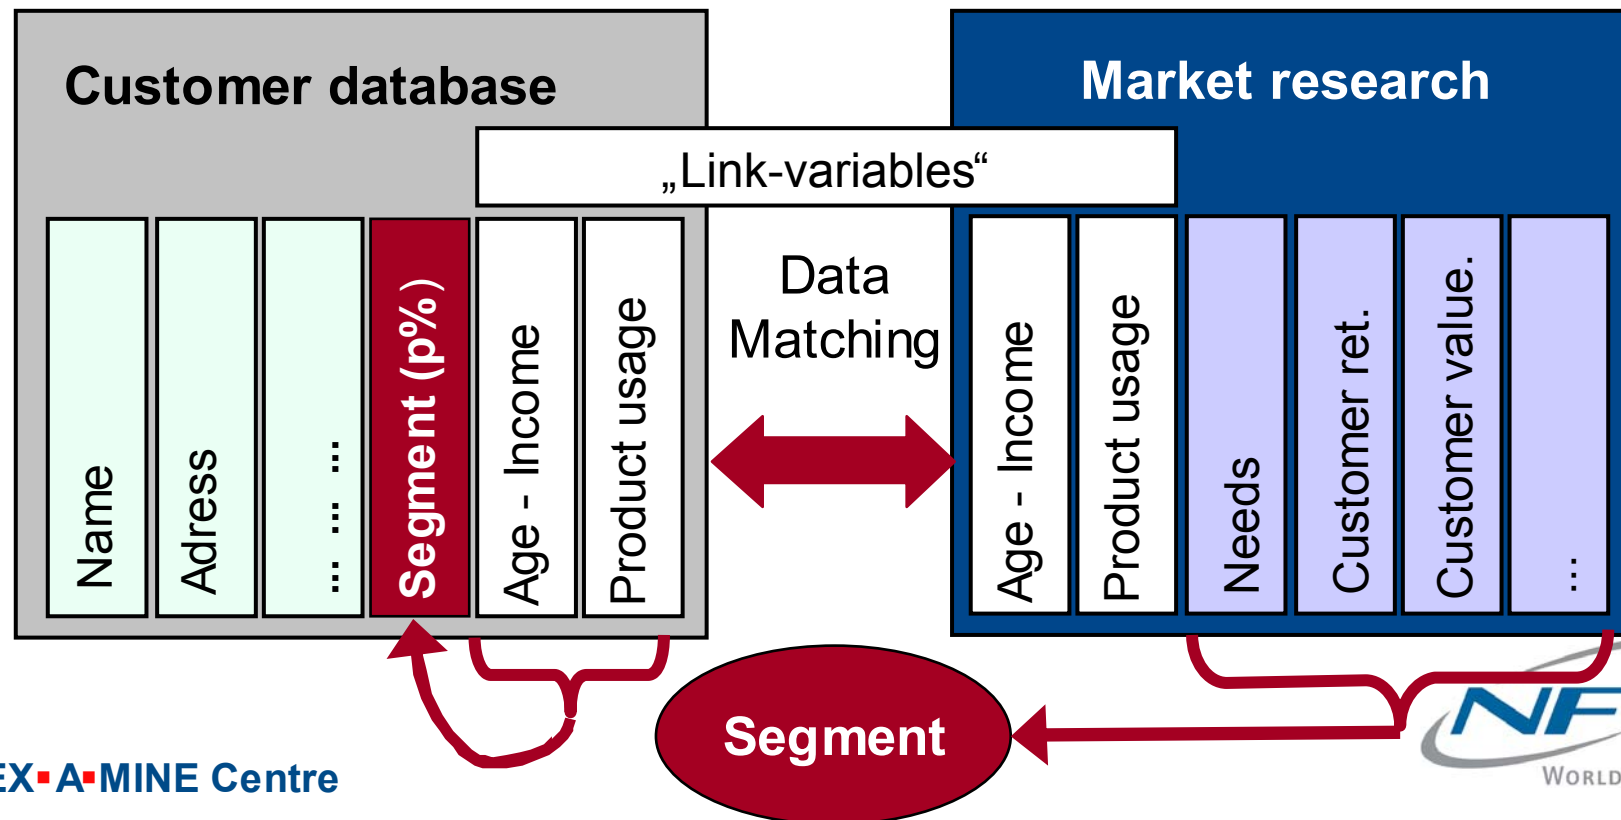 Customer database
Market research
„Link-variables“
Name
Adress
... ... ...
Segment (p%)
Age - Income
Product usage
Data
Matching
Age - Income
Product usage
Needs
Customer ret.
Customer value.
...
Segment
EX▪A▪MINE Centre
NF
WORLD